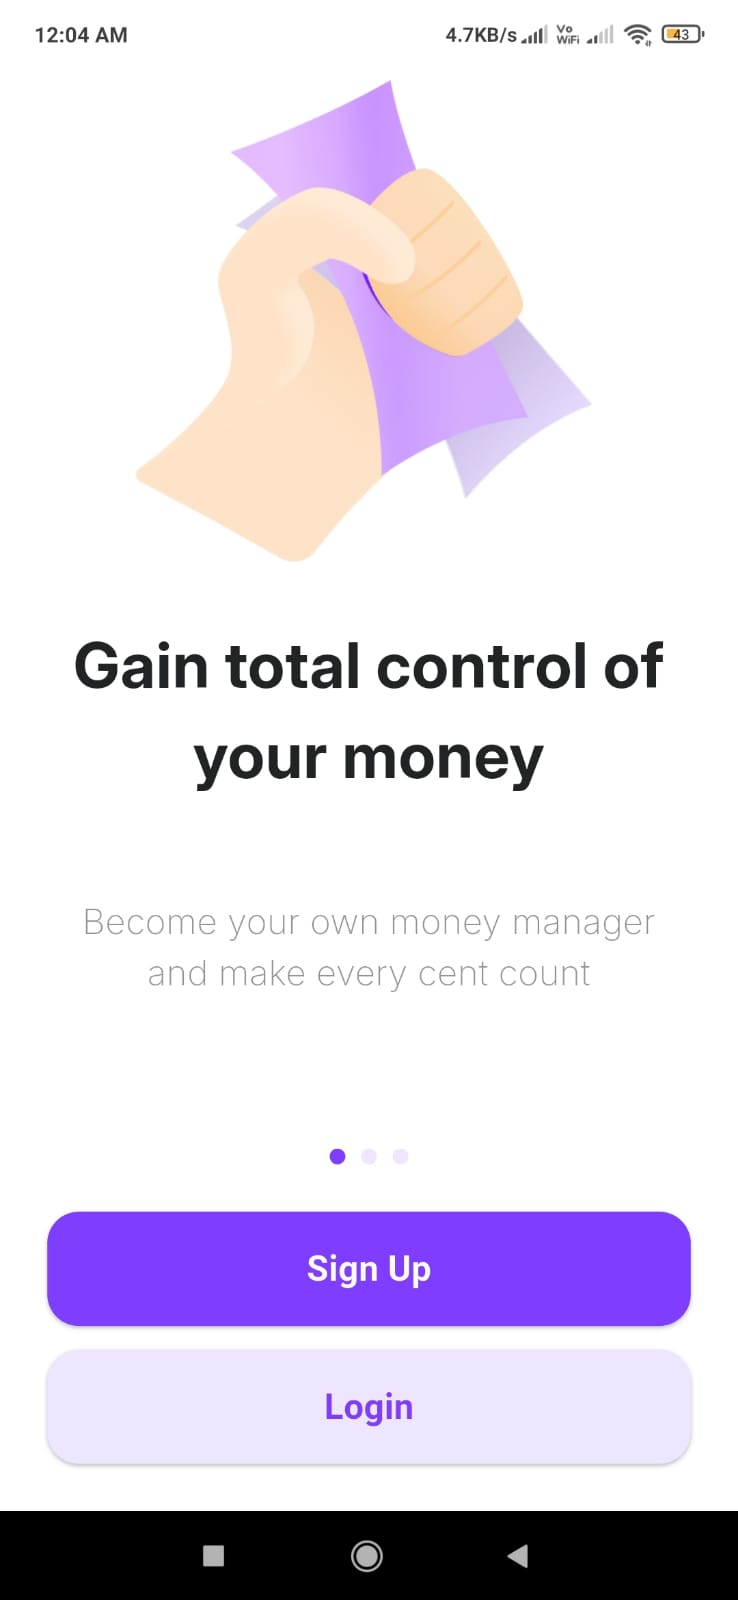 12:04 AM 4.7KB/s Vo WiFi 43
Gain total control of
your money
Become your own money manager
and make every cent count
Sign Up
Login